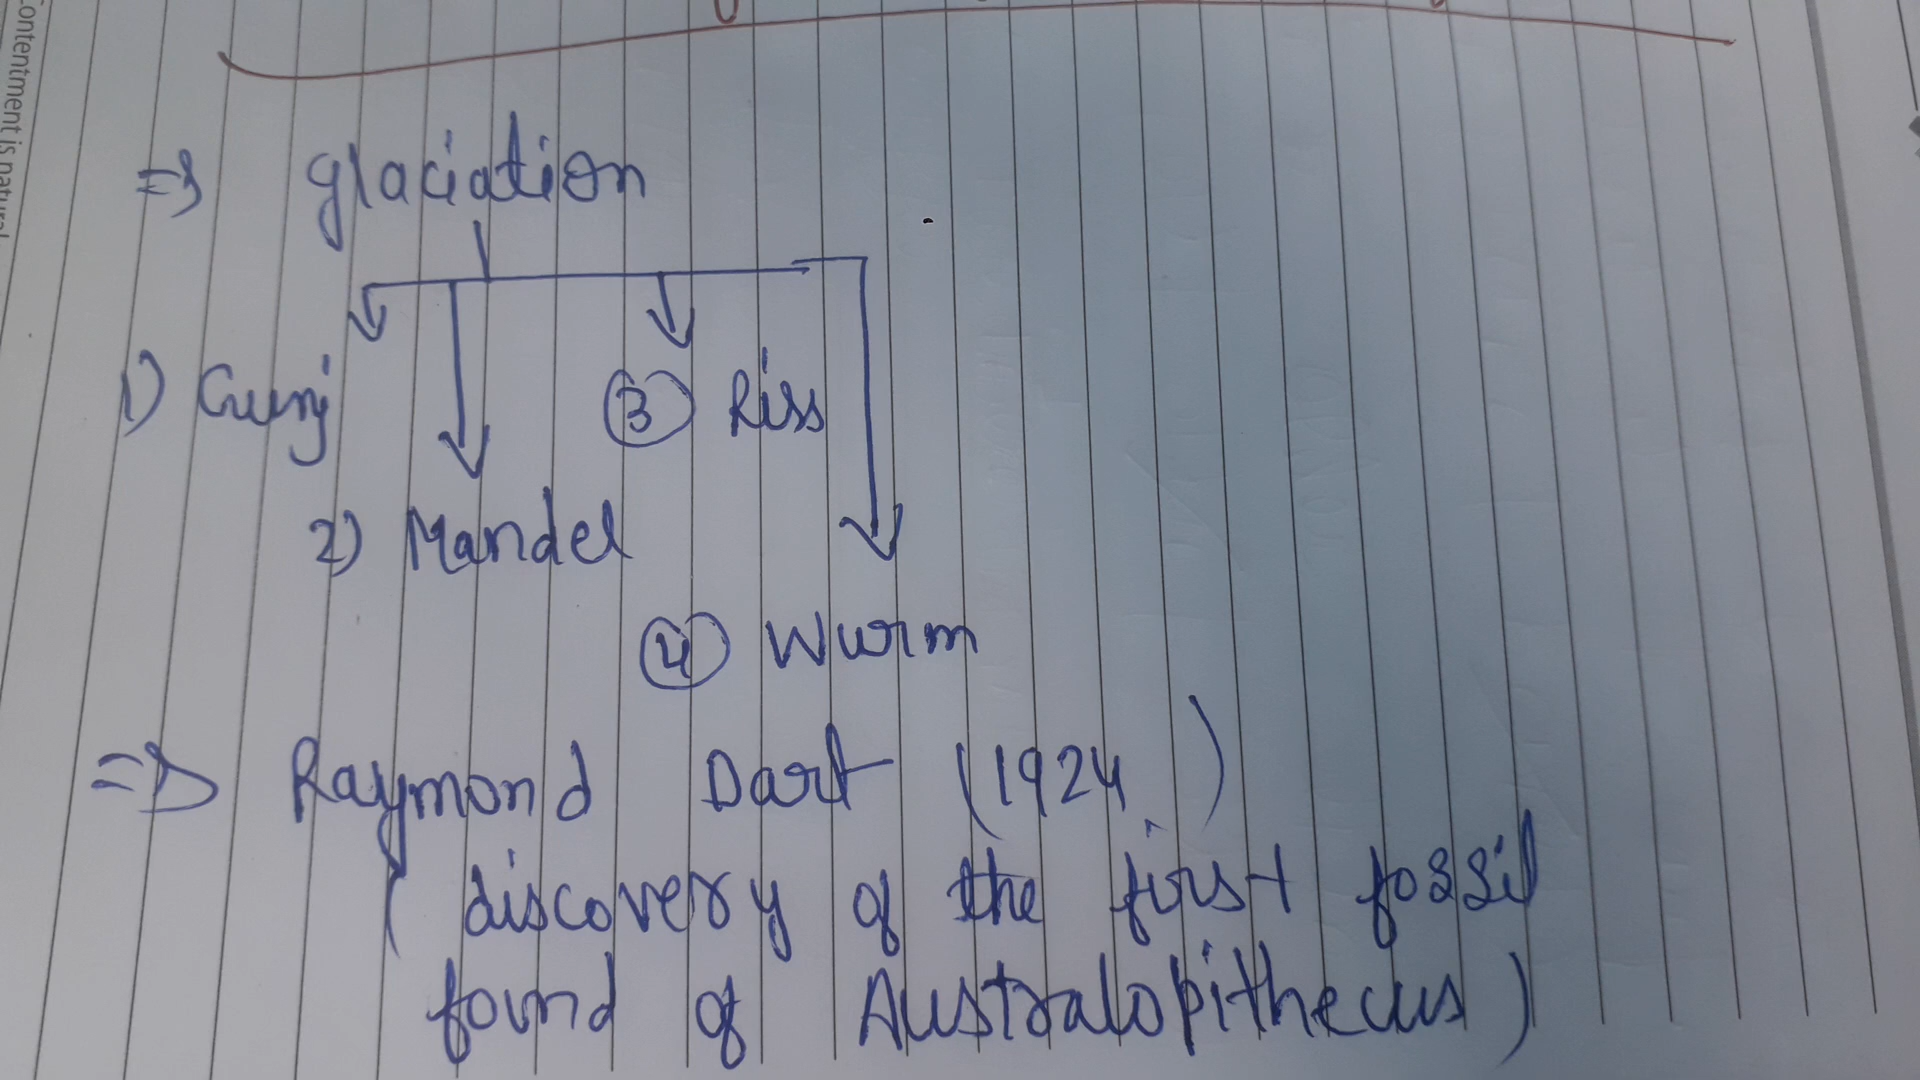 ontentment is natural
=> glaciation
1) Gunj
③ Riss
2) Mandel
④ Wurm
=> Raymond Dart (1924)
(discovery of the first fossil
found of Australopithecus)